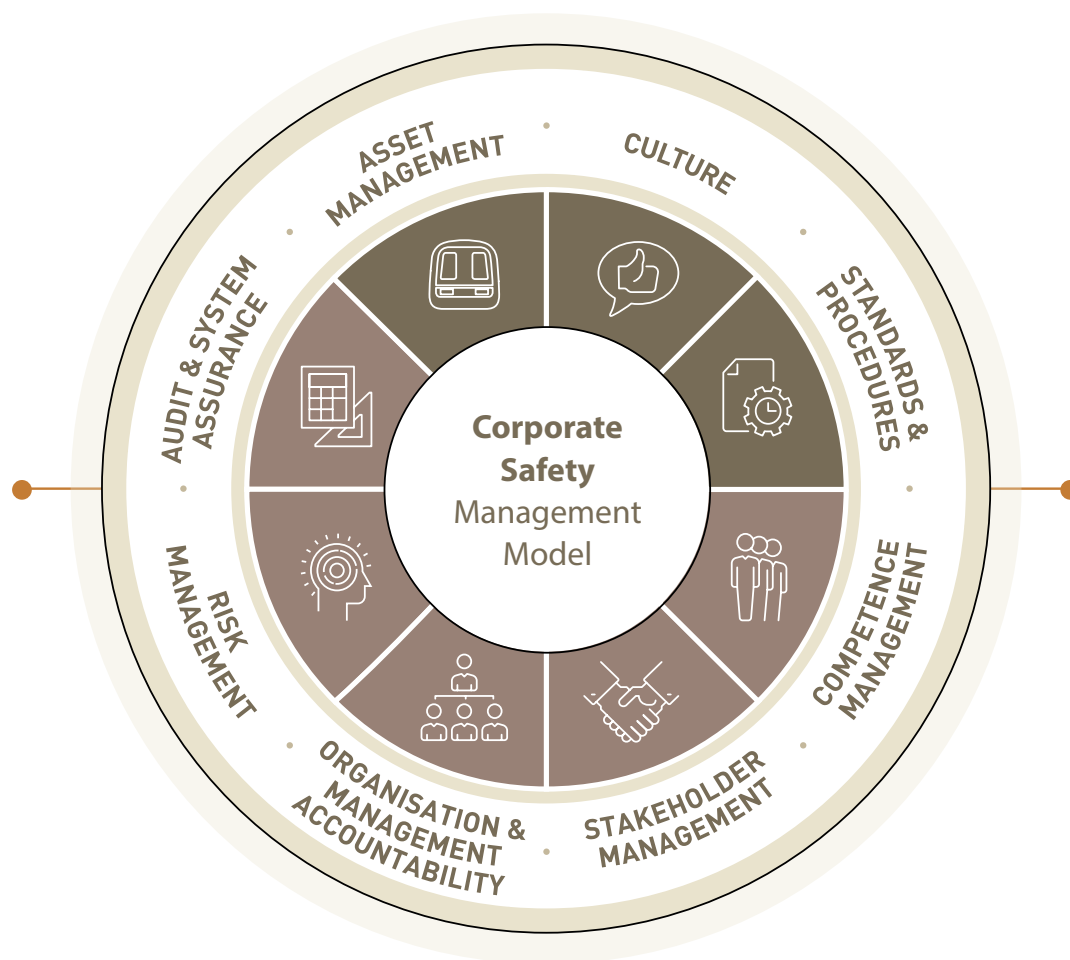 ASSET
MANAGEMENT
CULTURE
STANDARDS &
PROCEDURES
COMPETENCE
MANAGEMENT
STAKEHOLDER
MANAGEMENT
ORGANISATION &
MANAGEMENT
ACCOUNTABILITY
RISK
MANAGEMENT
AUDIT & SYSTEM
ASSURANCE
Corporate
Safety
Management
Model